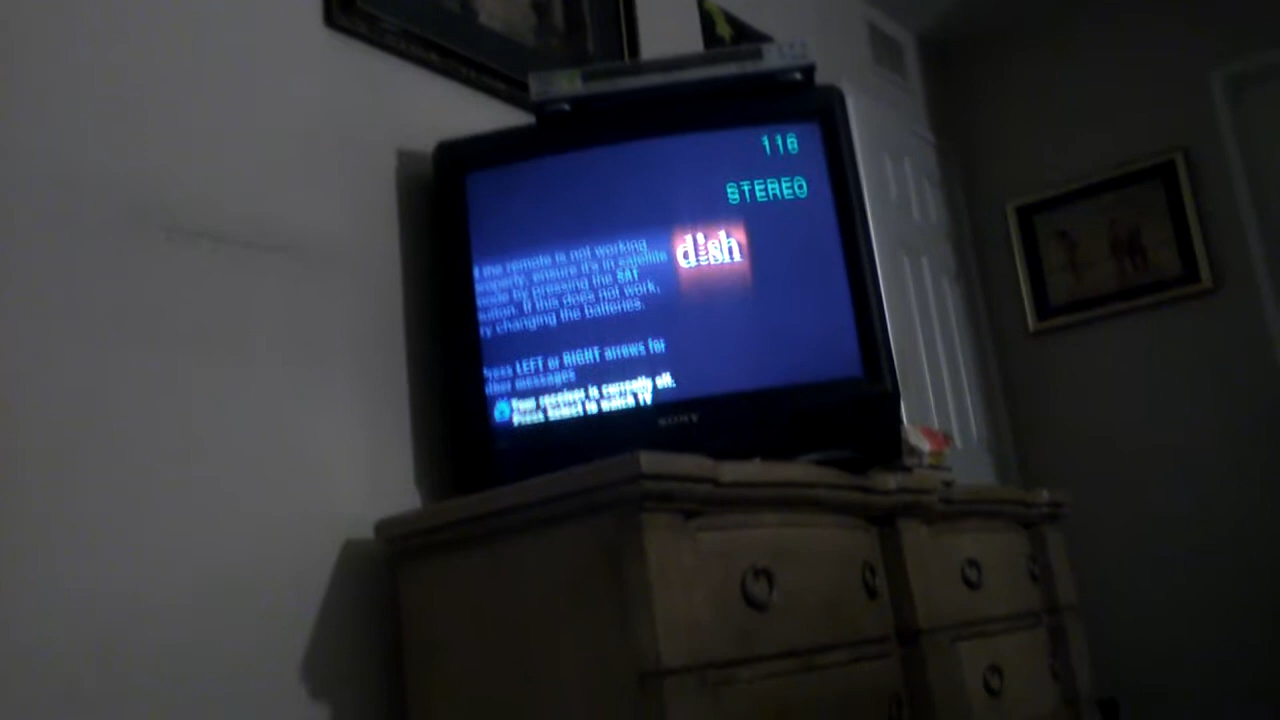 116
STEREO
dish
the remote is not working
properly, ensure it's in satellite
mode by pressing the SAT
button. If this does not work,
try changing the batteries.
Press LEFT or RIGHT arrows for
other messages
Your receiver is currently off.
Press Select to watch TV
SONY